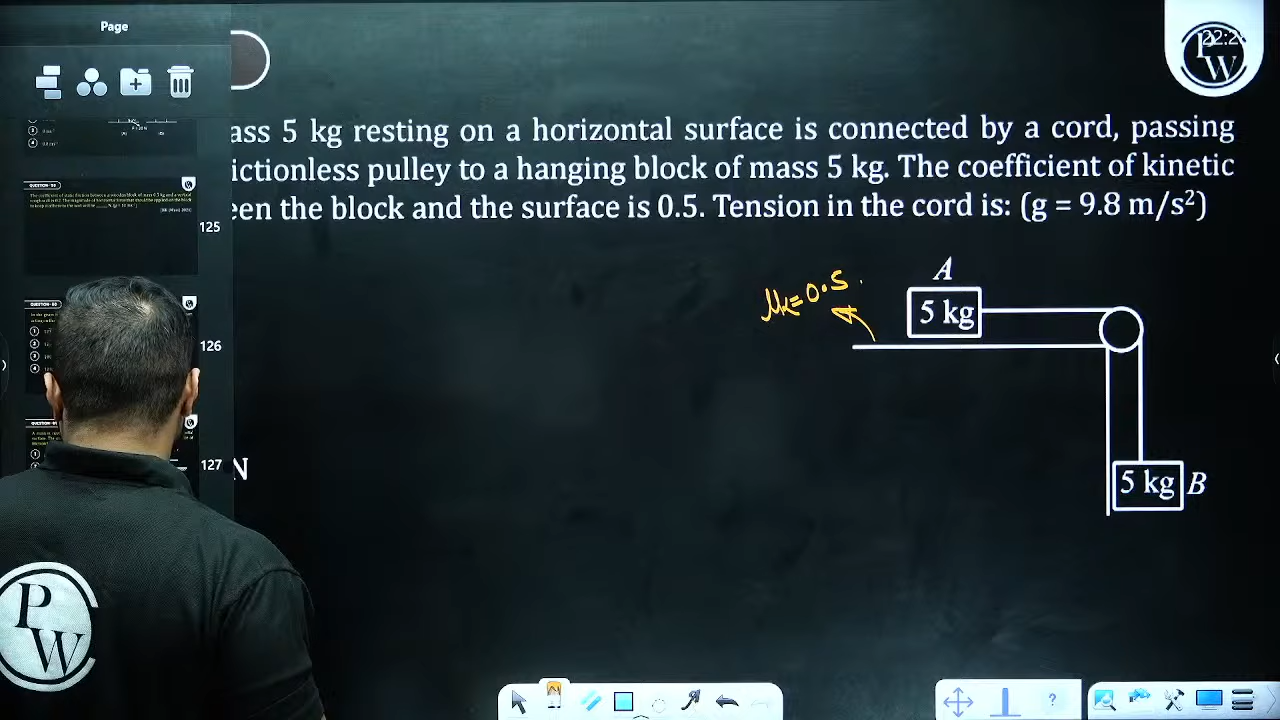 Page
22:2
P
W
ass 5 kg resting on a horizontal surface is connected by a cord, passing
ictionless pulley to a hanging block of mass 5 kg. The coefficient of kinetic
een the block and the surface is 0.5. Tension in the cord is: (g = 9.8 m/s²)
125
μk=0.5
A
5 kg
126
127
N
5 kg B
P
W
?